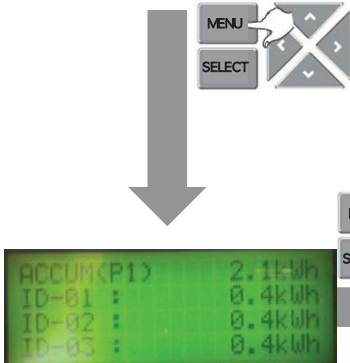 MENU
SELECT
ACCUM(P1) 2.1kWh
ID-01 : 0.4kWh
ID-02 : 0.4kWh
ID-03 : 0.4kWh